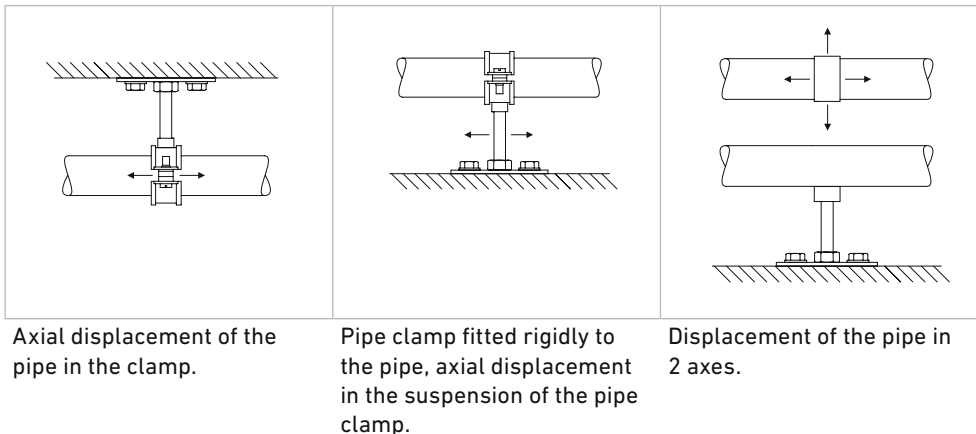 Axial displacement of the
pipe in the clamp.
Pipe clamp fitted rigidly to
the pipe, axial displacement
in the suspension of the pipe
clamp.
Displacement of the pipe in
2 axes.